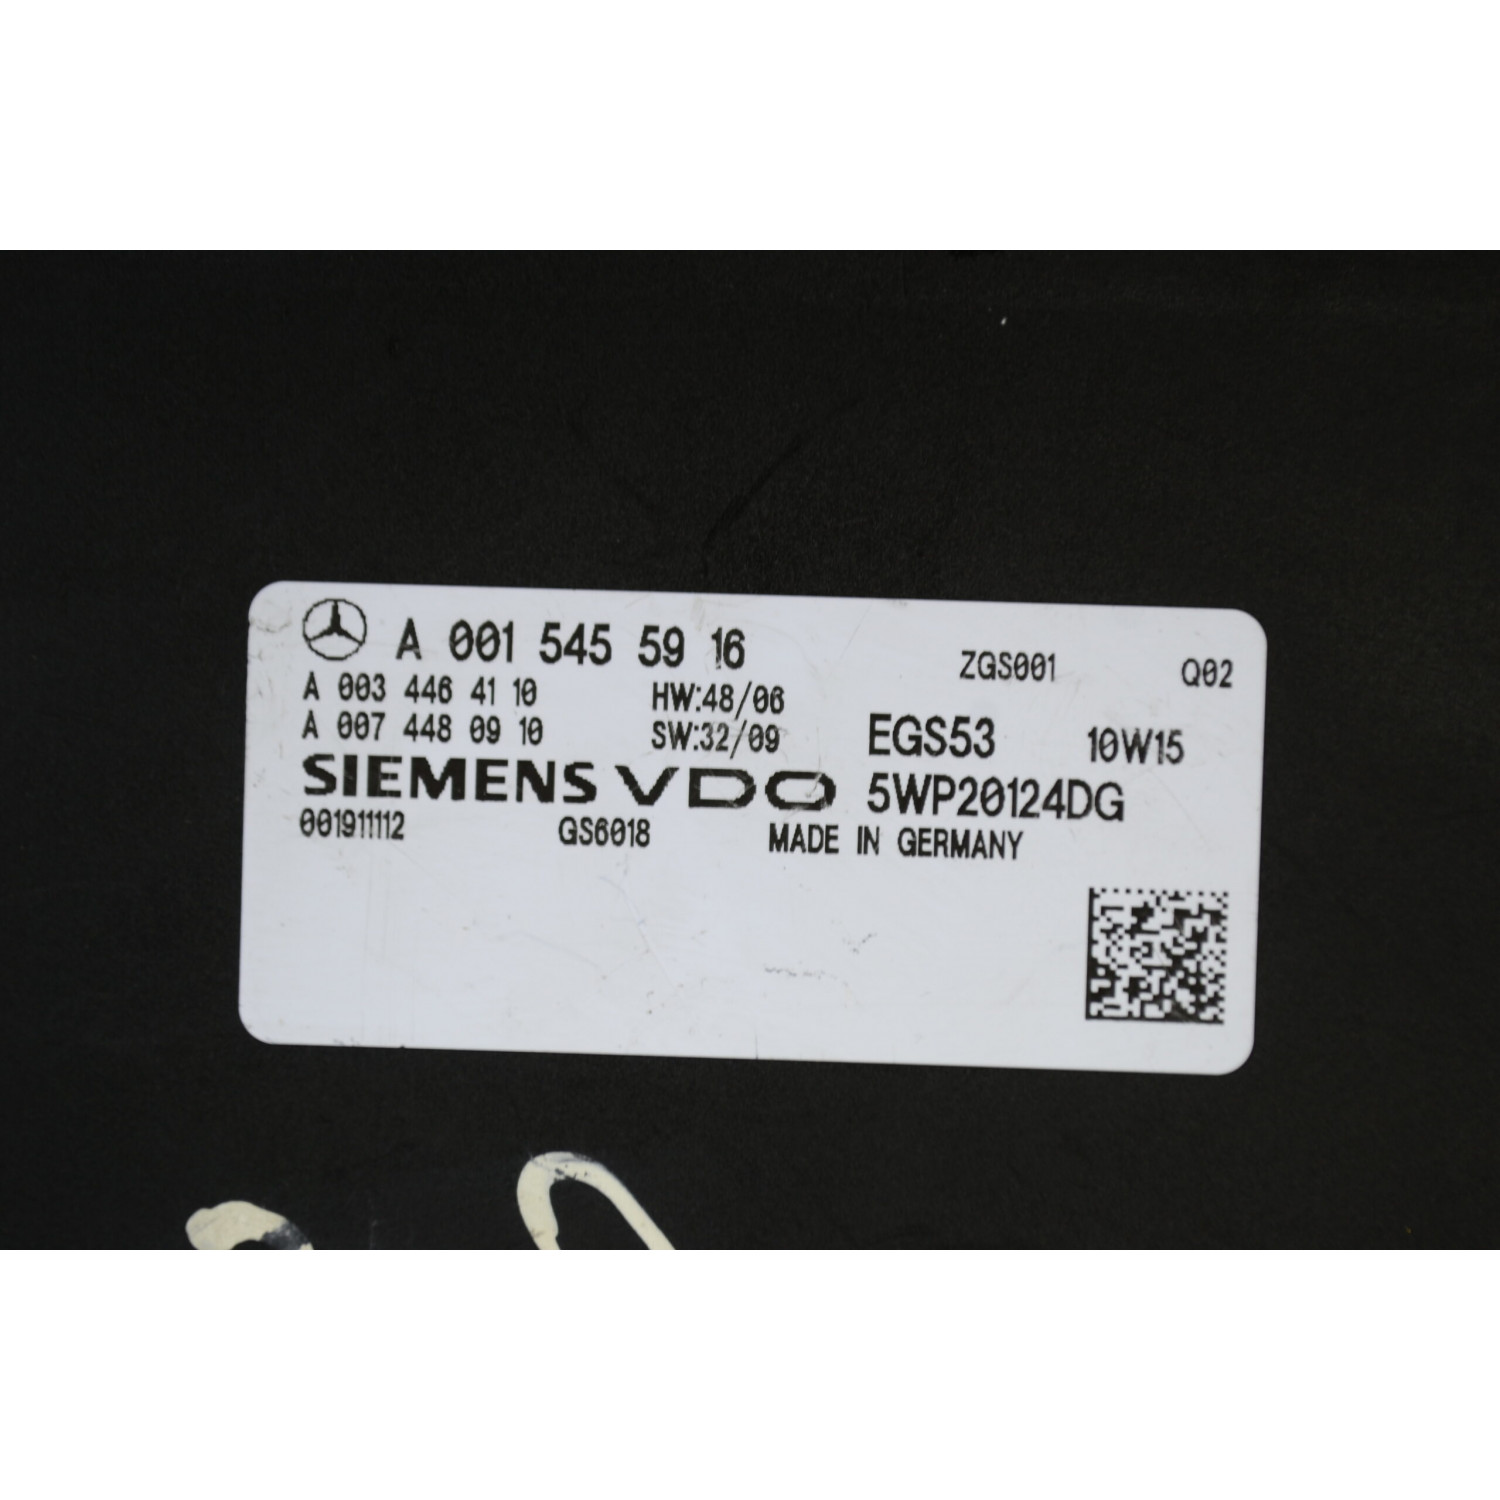 A 001 545 59 16 ZGS001 Q02
A 003 446 41 10 HW:48/06
A 007 448 09 10 SW:32/09 EGS53 10W15
SIEMENS VDO 5WP20124DG
001911112 GS6018 MADE IN GERMANY